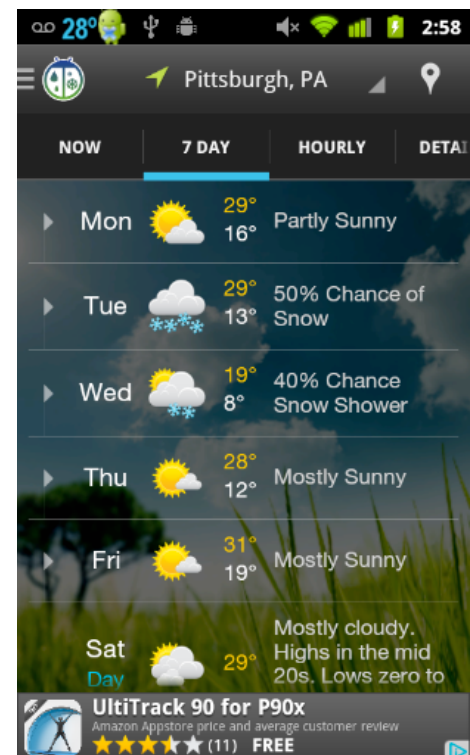 28° 2:58
Pittsburgh, PA
NOW 7 DAY HOURLY DETAI
Mon 29° 16° Partly Sunny
Tue 29° 13° 50% Chance of
Snow
Wed 19° 8° 40% Chance
Snow Shower
Thu 28° 12° Mostly Sunny
Fri 31° 19° Mostly Sunny
Sat
Day
29°
Mostly cloudy.
Highs in the mid
20s. Lows zero to
UltiTrack 90 for P90x
Amazon Appstore price and average customer review
(11) FREE